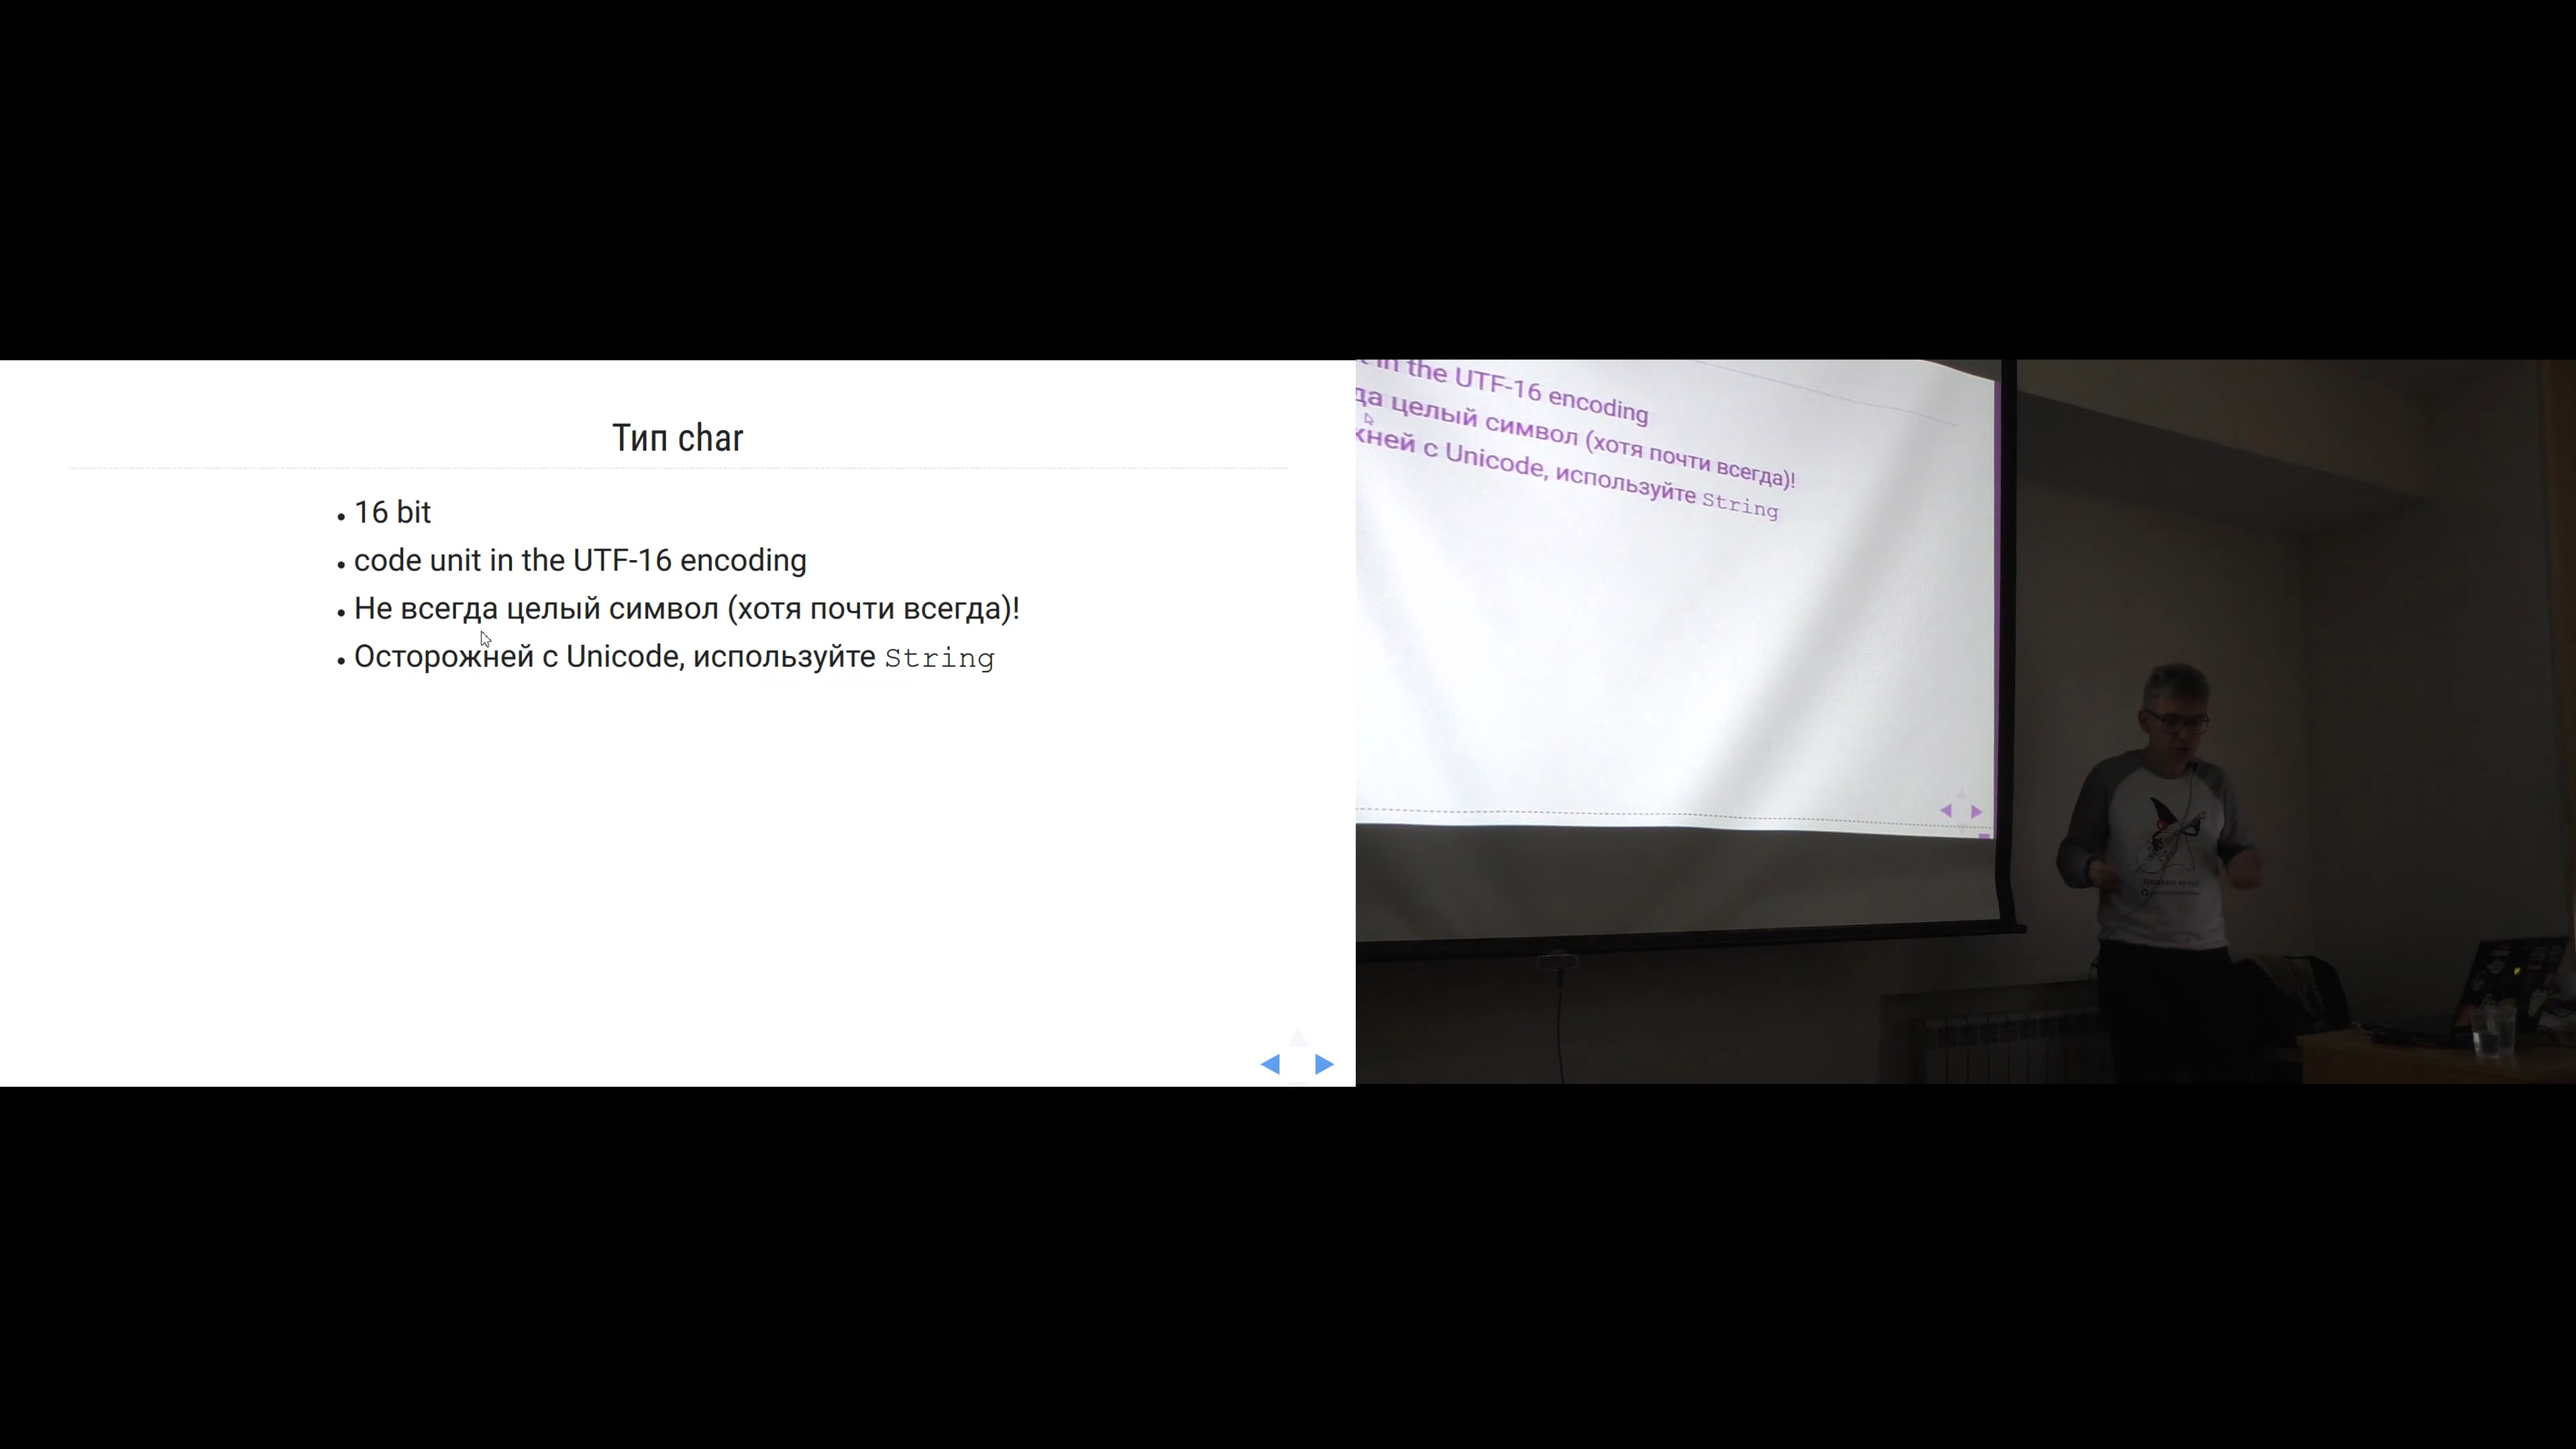 Тип char
• 16 bit
• code unit in the UTF-16 encoding
• Не всегда целый символ (хотя почти всегда)!
• Осторожней с Unicode, используйте String
in the UTF-16 encoding
да целый символ (хотя почти всегда)!
жней с Unicode, используйте String